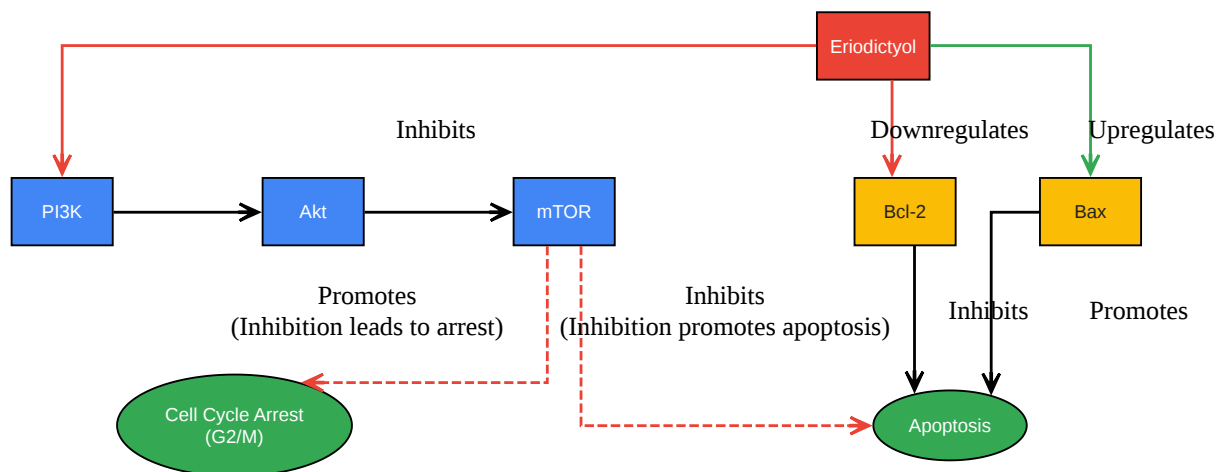 Eriodictyol
Inhibits
Downregulates
Upregulates
PI3K
Akt
mTOR
Bcl-2
Bax
Promotes
(Inhibition leads to arrest)
Inhibits
(Inhibition promotes apoptosis)
Inhibits
Promotes
Cell Cycle Arrest
(G2/M)
Apoptosis